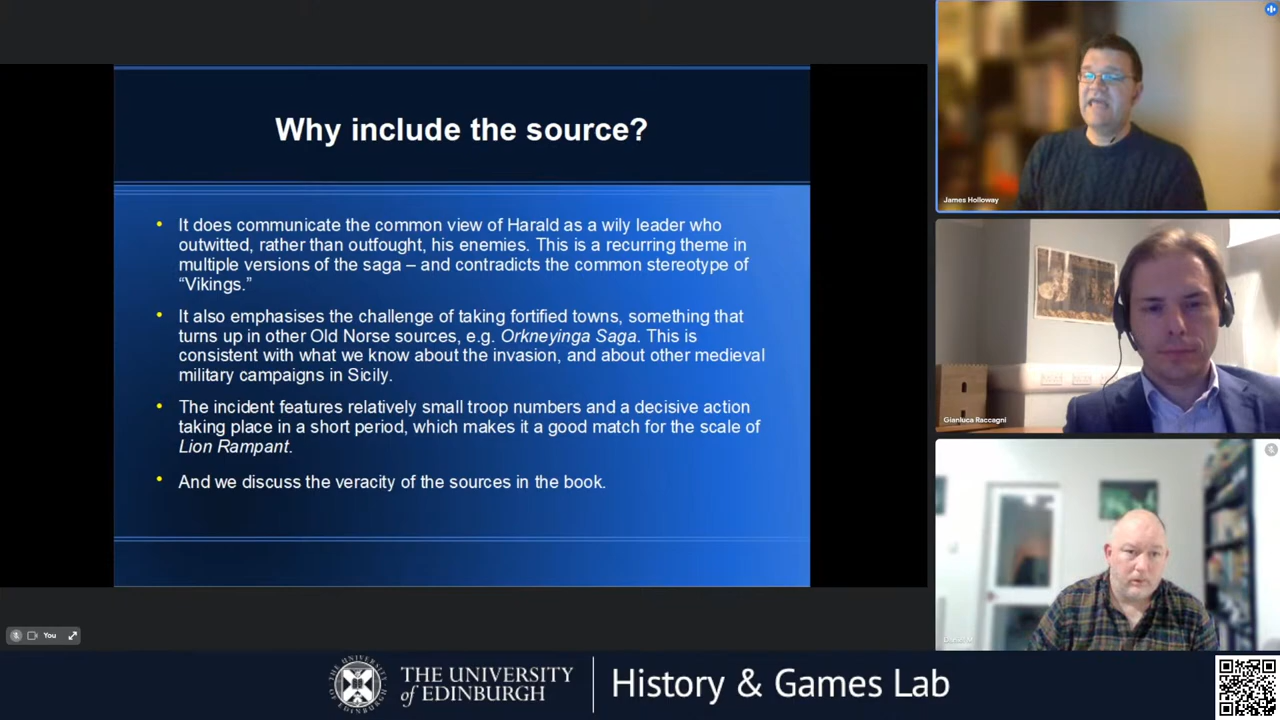 Why include the source?
• It does communicate the common view of Harald as a wily leader who
outwitted, rather than outfought, his enemies. This is a recurring theme in
multiple versions of the saga – and contradicts the common stereotype of
“Vikings.”
• It also emphasises the challenge of taking fortified towns, something that
turns up in other Old Norse sources, e.g. Orkneyinga Saga. This is
consistent with what we know about the invasion, and about other medieval
military campaigns in Sicily.
• The incident features relatively small troop numbers and a decisive action
taking place in a short period, which makes it a good match for the scale of
Lion Rampant.
• And we discuss the veracity of the sources in the book.
James Holloway
Gianluca Raccagni
You
THE UNIVERSITY
of EDINBURGH
History & Games Lab